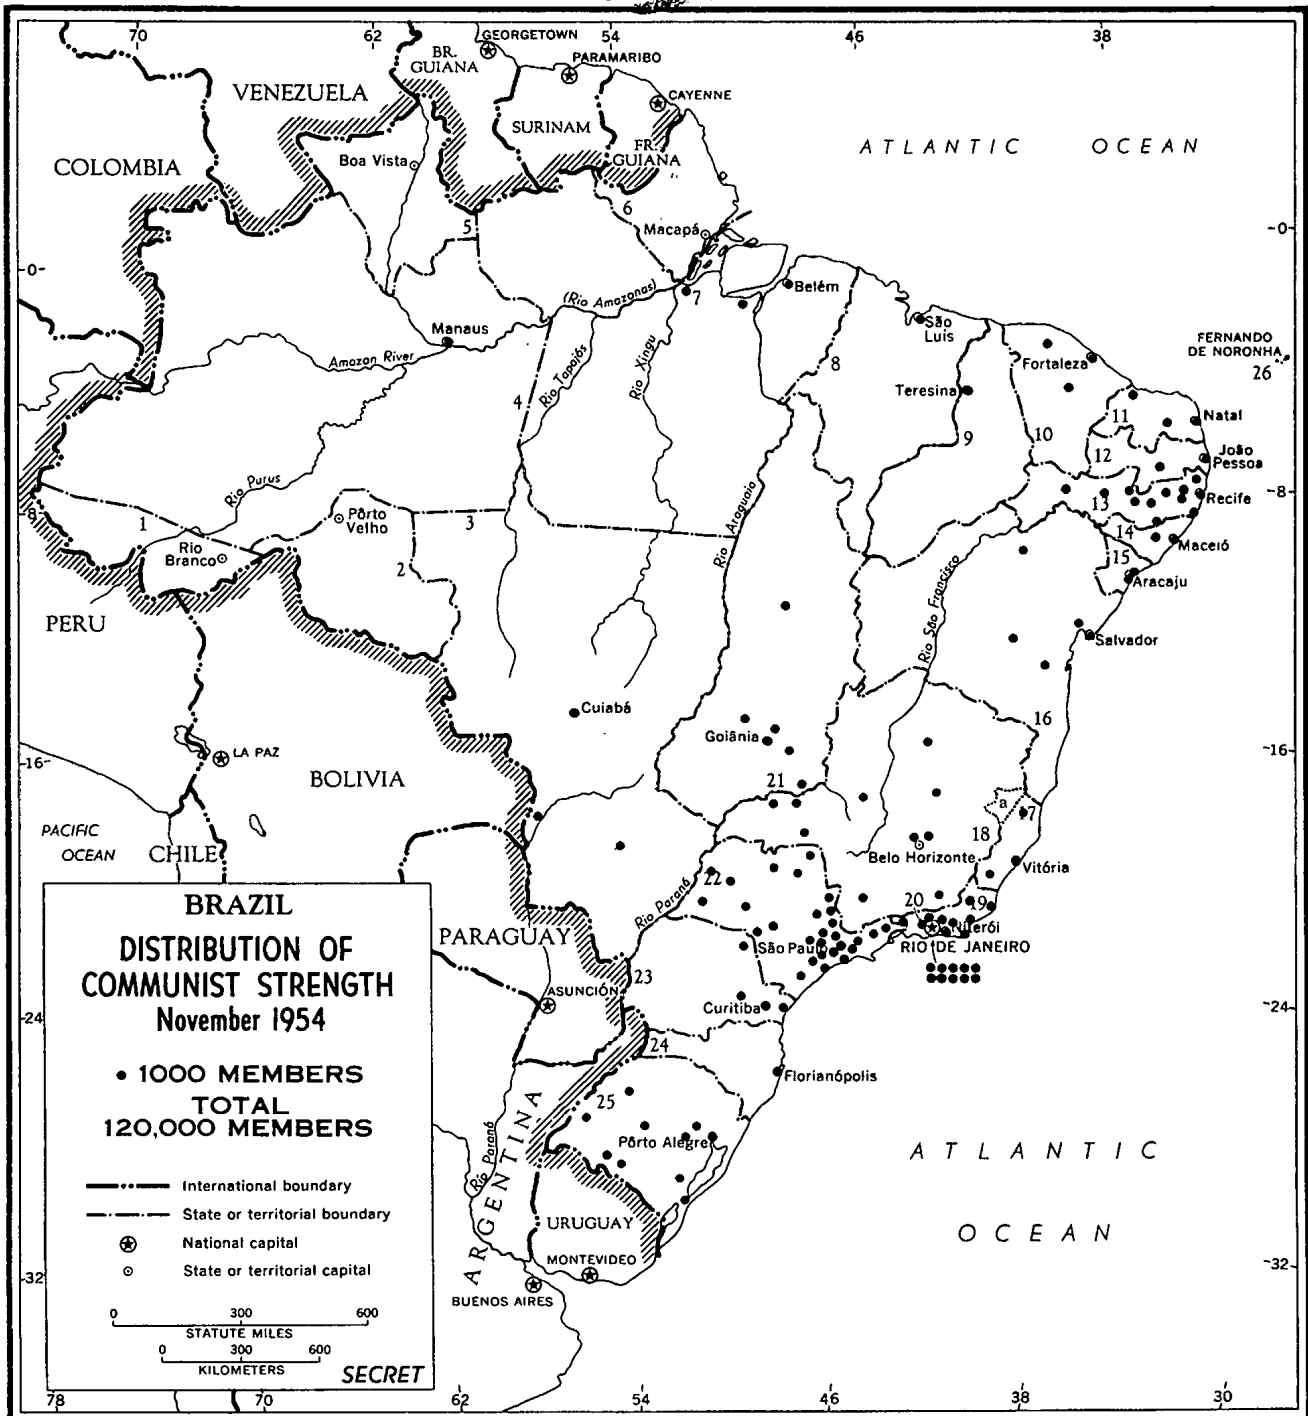 70
62
54
46
38
GEORGETOWN
BR.
GUIANA
PARAMARIBO
VENEZUELA
CAYENNE
SURINAM
FR.
GUIANA
ATLANTIC OCEAN
COLOMBIA
Boa Vista
6
5
Macapá
0
0
(Rio Amazonas)
7
Belém
Manaus
Amazon River
São
Luís
FERNANDO
DE NORONHA
26
Rio Tapajós
Rio Xingu
8
Fortaleza
Teresina
4
9
10
11
Natal
12
João
Pessoa
Rio Purus
Rio Araguaia
8
8
13
Recife
1
Pôrto
Velho
3
14
Maceió
Rio
Branco
2
15
Aracaju
Rio São Francisco
PERU
Salvador
Cuiabá
16
Goiânia
LA PAZ
16
16
BOLIVIA
21
a
17
PACIFIC
OCEAN
CHILE
18
Belo Horizonte
Vitória
22
Rio Paraná
20
19
Niterói
PARAGUAY
São Paulo
RIO DE JANEIRO
23
ASUNCIÓN
Curitiba
24
24
24
Florianópolis
25
Pôrto Alegre
Río Paraná
ARGENTINA
ATLANTIC
OCEAN
URUGUAY
MONTEVIDEO
BUENOS AIRES
32
32
BRAZIL
DISTRIBUTION OF
COMMUNIST STRENGTH
November 1954
1000 MEMBERS
TOTAL
120,000 MEMBERS
International boundary
State or territorial boundary
National capital
State or territorial capital
0 300 600
STATUTE MILES
0 300 600
KILOMETERS
SECRET
78
70
62
54
46
38
30